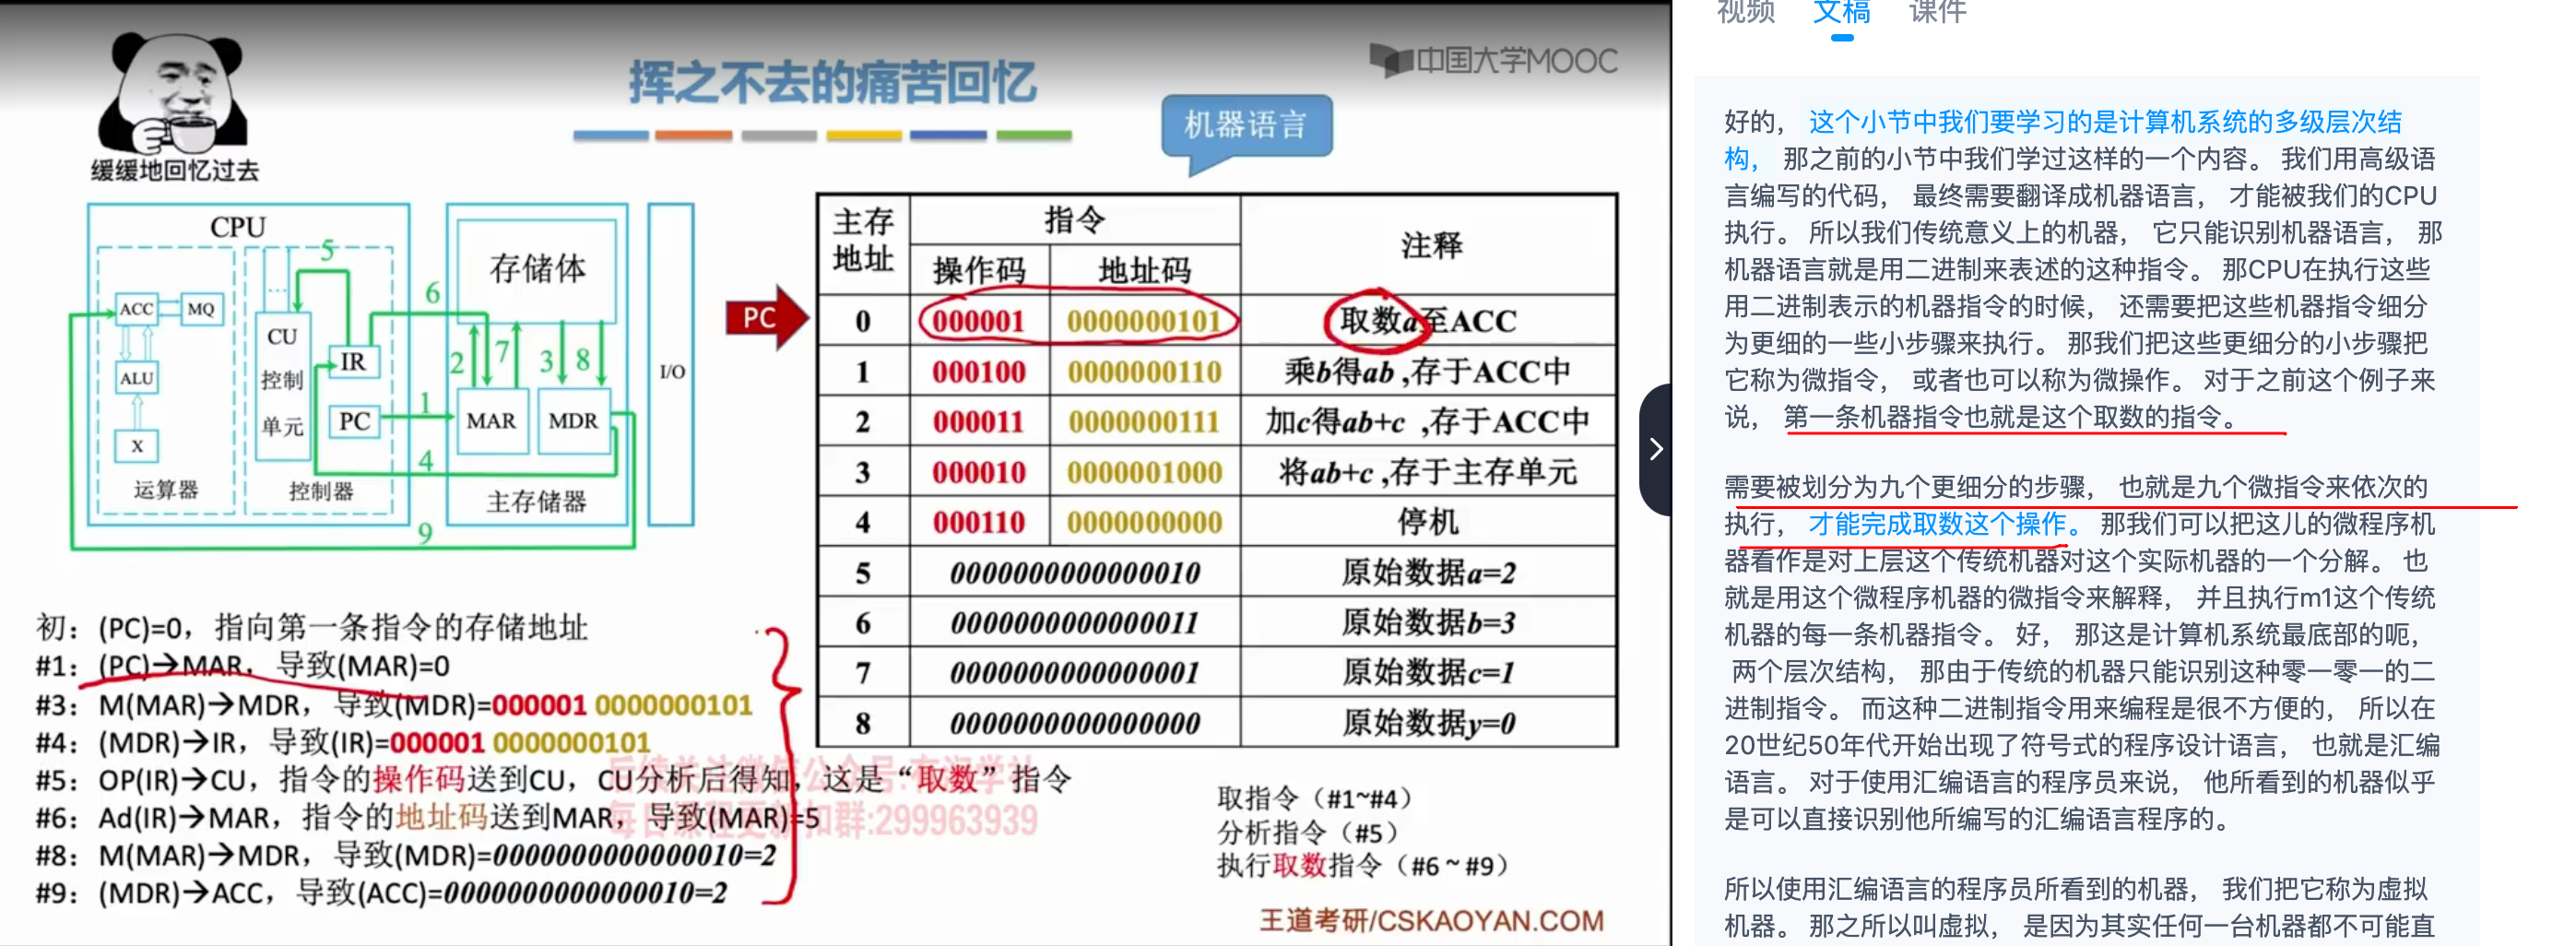 挥之不去的痛苦回忆
中国大学MOOC
机器语言
缓缓地回忆过去
CPU
5
ACC
MQ
ALU
X
运算器
...
CU
控制
单元
IR
PC
控制器
1
4
6
9
存储体
2
7
3
8
MAR
MDR
主存储器
I/O
PC
主存地址 指令 注释
操作码 地址码
0 000001 0000000101 取数a至ACC
1 000100 0000000110 乘b得ab ,存于ACC中
2 000011 0000000111 加c得ab+c ,存于ACC中
3 000010 0000001000 将ab+c ,存于主存单元
4 000110 0000000000 停机
5 0000000000000010 原始数据a=2
6 0000000000000011 原始数据b=3
7 0000000000000001 原始数据c=1
8 0000000000000000 原始数据y=0
初：(PC)=0，指向第一条指令的存储地址
#1：(PC)→MAR，导致(MAR)=0
#3：M(MAR)→MDR，导致(MDR)=000001 0000000101
#4：(MDR)→IR，导致(IR)=000001 0000000101
#5：OP(IR)→CU，指令的操作码送到CU，CU分析后得知，这是“取数”指令
#6：Ad(IR)→MAR，指令的地址码送到MAR，导致(MAR)=5
#8：M(MAR)→MDR，导致(MDR)=0000000000000010=2
#9：(MDR)→ACC，导致(ACC)=0000000000000010=2
:299963939
取指令（#1~#4）
分析指令（#5）
执行取数指令（#6～#9）
王道考研/CSKAOYAN.COM
视频 文稿 课件
好的， 这个小节中我们要学习的是计算机系统的多级层次结
构， 那之前的小节中我们学过这样的一个内容。 我们用高级语
言编写的代码， 最终需要翻译成机器语言， 才能被我们的CPU
执行。 所以我们传统意义上的机器， 它只能识别机器语言， 那
机器语言就是用二进制来表述的这种指令。 那CPU在执行这些
用二进制表示的机器指令的时候， 还需要把这些机器指令细分
为更细的一些小步骤来执行。 那我们把这些更细分的小步骤把
它称为微指令， 或者也可以称为微操作。 对于之前这个例子来
说， 第一条机器指令也就是这个取数的指令。
需要被划分为九个更细分的步骤， 也就是九个微指令来依次的
执行， 才能完成取数这个操作。 那我们可以把这儿的微程序机
器看作是对上层这个传统机器对这个实际机器的一个分解。 也
就是用这个微程序机器的微指令来解释， 并且执行m1这个传统
机器的每一条机器指令。 好， 那这是计算机系统最底部的呃，
两个层次结构， 那由于传统的机器只能识别这种零一零一的二
进制指令。 而这种二进制指令用来编程是很不方便的， 所以在
20世纪50年代开始出现了符号式的程序设计语言， 也就是汇编
语言。 对于使用汇编语言的程序员来说， 他所看到的机器似乎
是可以直接识别他所编写的汇编语言程序的。
所以使用汇编语言的程序员所看到的机器， 我们把它称为虚拟
机器。 那之所以叫虚拟， 是因为其实任何一台机器都不可能直